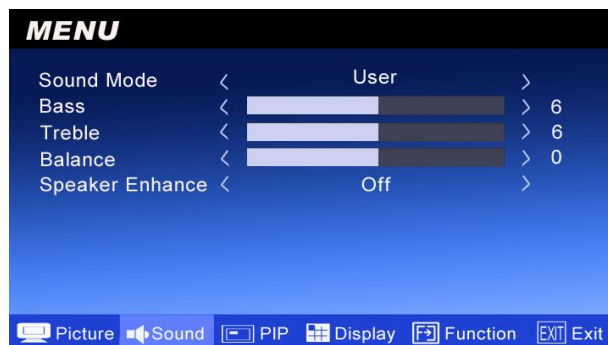 MENU
Sound Mode < User >
Bass < > 6
Treble < > 6
Balance < > 0
Speaker Enhance < Off >
Picture Sound PIP Display F Function EXIT Exit